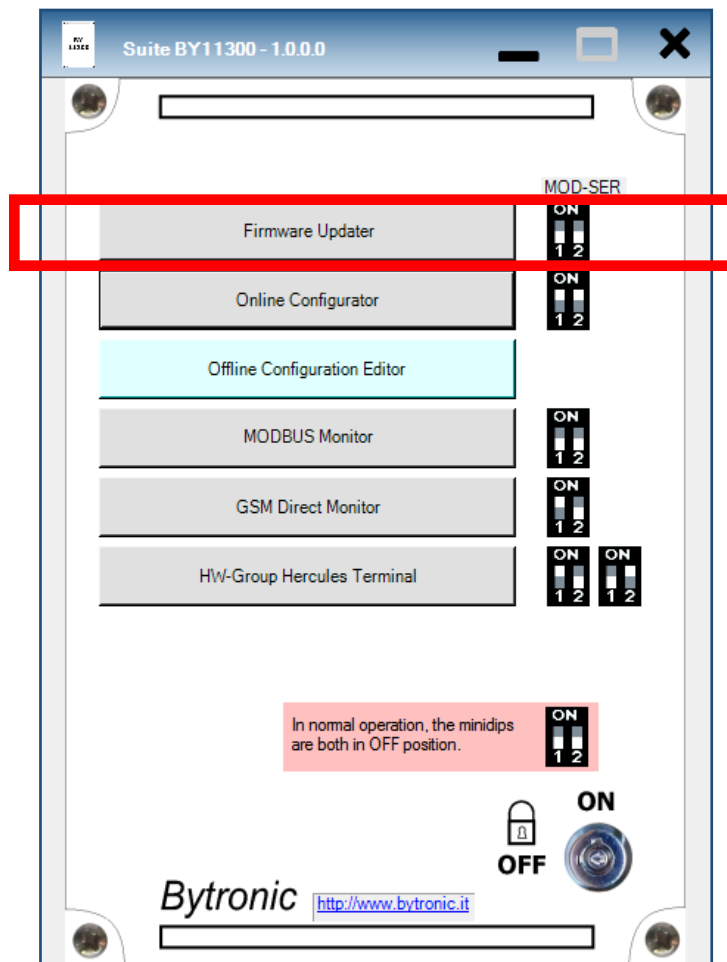 BY
11300
Suite BY11300 - 1.0.0.0
MOD-SER
Firmware Updater
ON
1 2
Online Configurator
ON
1 2
Offline Configuration Editor
MODBUS Monitor
ON
1 2
GSM Direct Monitor
ON
1 2
HW-Group Hercules Terminal
ON ON
1 2 1 2
In normal operation, the minidips
are both in OFF position.
ON
1 2
ON
OFF
Bytronic http://www.bytronic.it